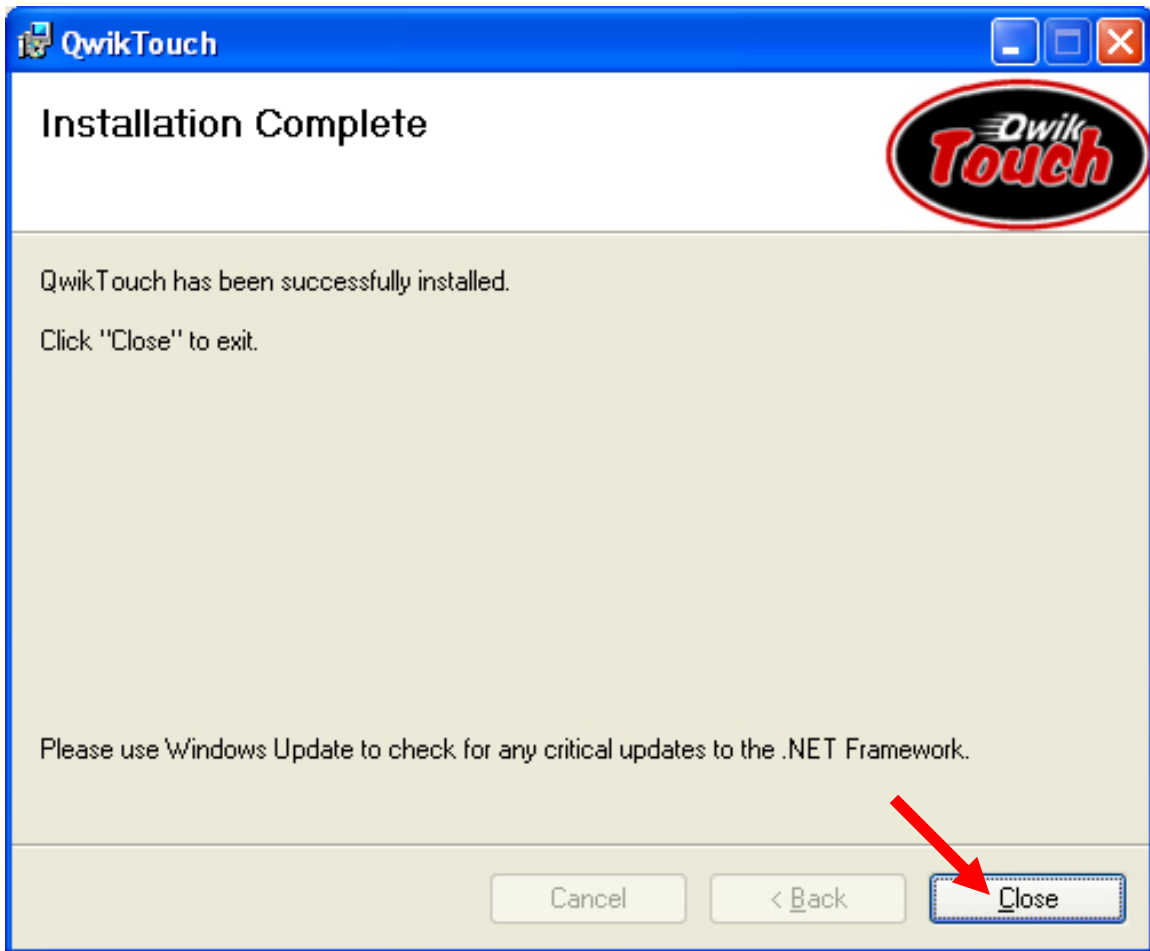 QwikTouch
Installation Complete
Qwik
Touch
QwikTouch has been successfully installed.
Click "Close" to exit.
Please use Windows Update to check for any critical updates to the .NET Framework.
Cancel
< Back
Close